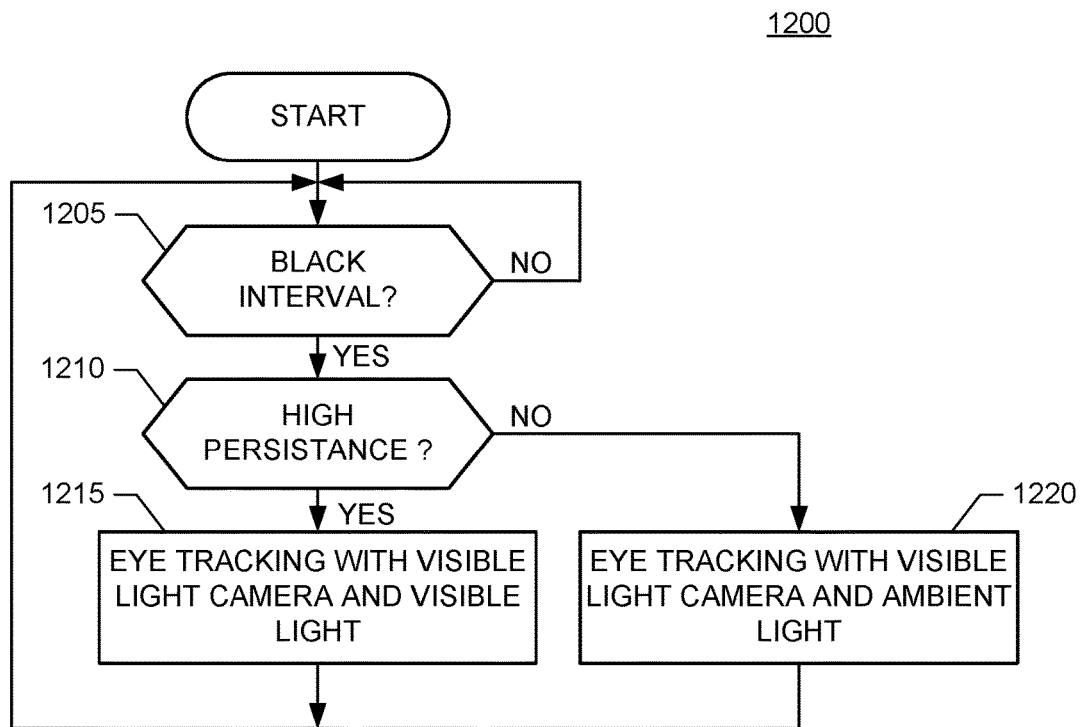 1200
START
1205
BLACK
INTERVAL?
NO
YES
1210
HIGH
PERSISTANCE ?
NO
1215
YES
1220
EYE TRACKING WITH VISIBLE
LIGHT CAMERA AND VISIBLE
LIGHT
EYE TRACKING WITH VISIBLE
LIGHT CAMERA AND AMBIENT
LIGHT